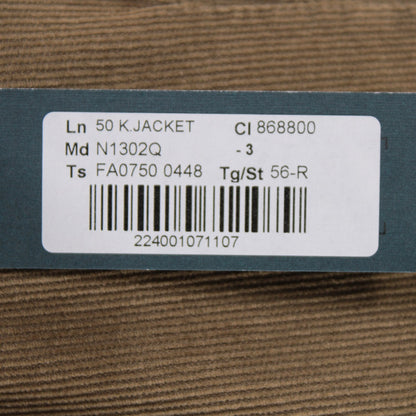 Ln 50 K.JACKET Cl 868800
Md N1302Q - 3
Ts FA0750 0448 Tg/St 56-R
224001071107